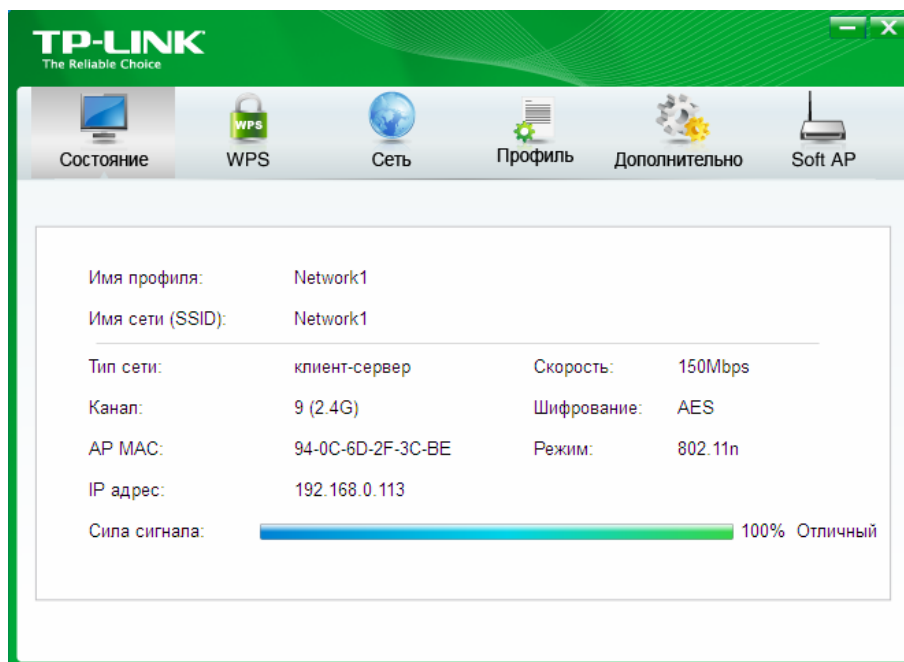 TP-LINK
The Reliable Choice
WPS
Состояние WPS Сеть Профиль Дополнительно Soft AP
Имя профиля: Network1
Имя сети (SSID): Network1
Тип сети: клиент-сервер Скорость: 150Mbps
Канал: 9 (2.4G) Шифрование: AES
AP MAC: 94-0C-6D-2F-3C-BE Режим: 802.11n
IP адрес: 192.168.0.113
Сила сигнала: 100% Отличный